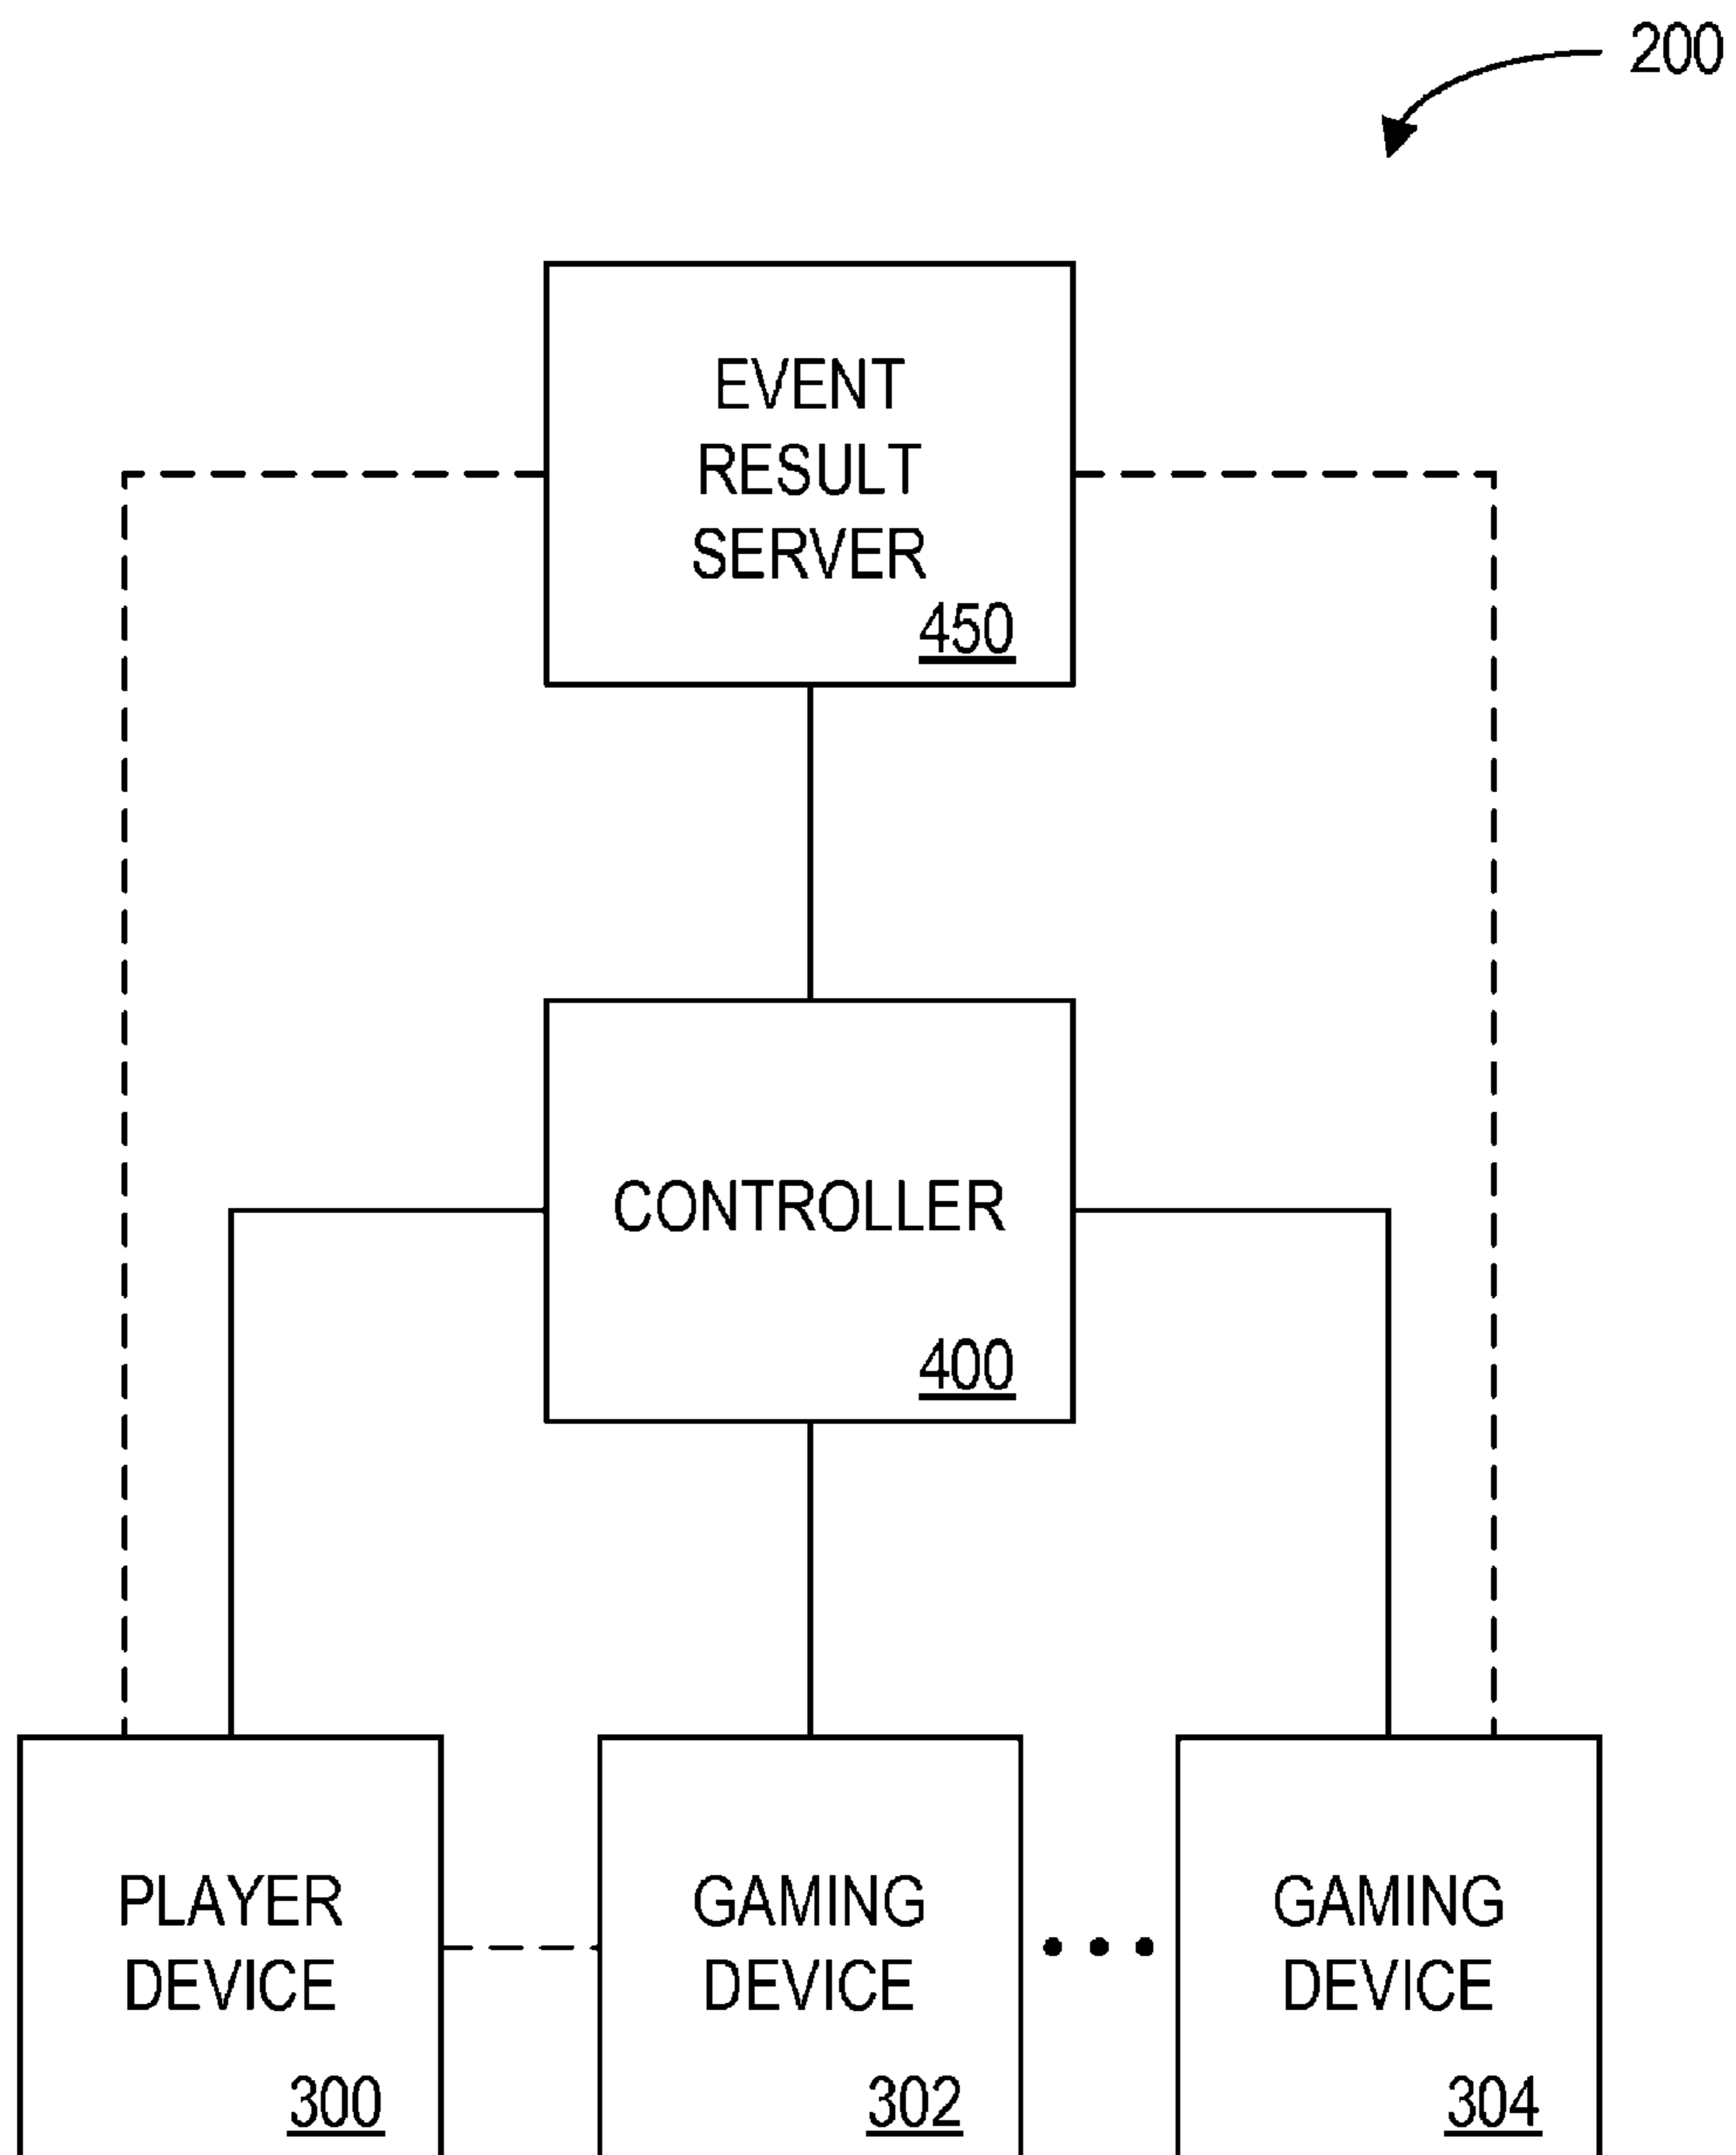 200
EVENT
RESULT
SERVER
450
CONTROLLER
400
PLAYER
DEVICE
300
GAMING
DEVICE
302
GAMING
DEVICE
304